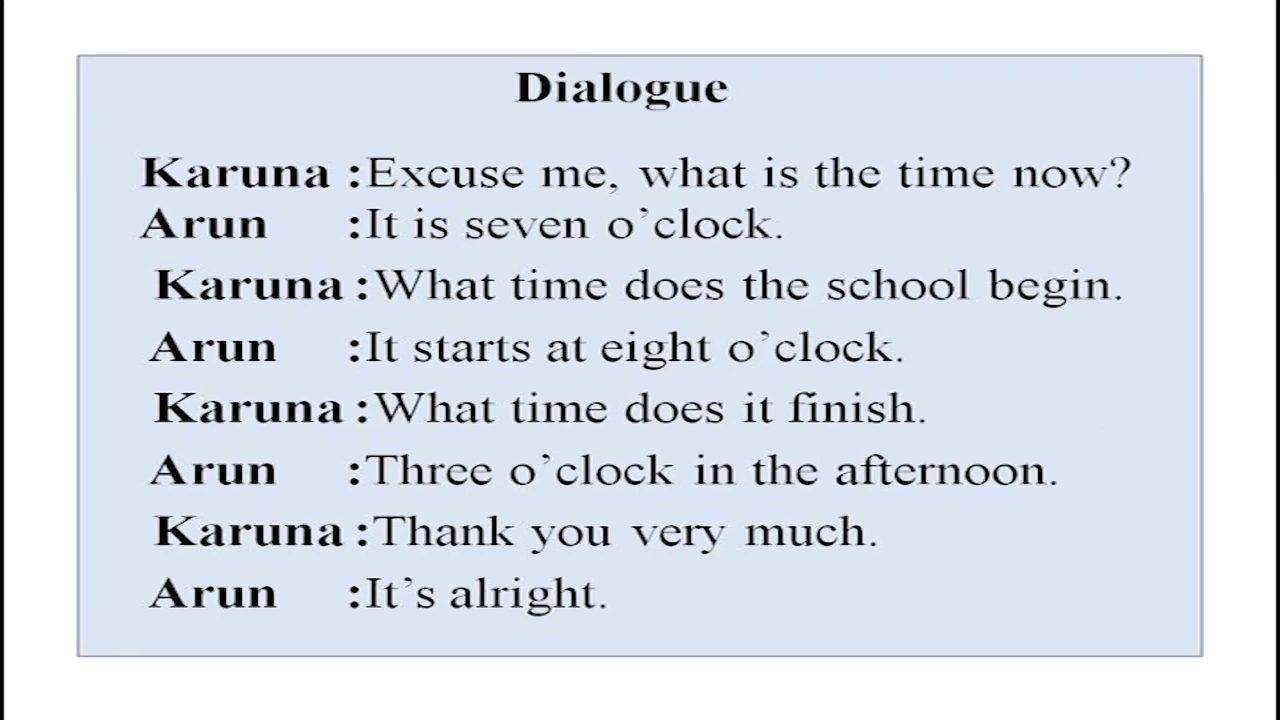 Dialogue
Karuna :Excuse me, what is the time now?
Arun :It is seven o’clock.
Karuna :What time does the school begin.
Arun :It starts at eight o’clock.
Karuna :What time does it finish.
Arun :Three o’clock in the afternoon.
Karuna :Thank you very much.
Arun :It’s alright.